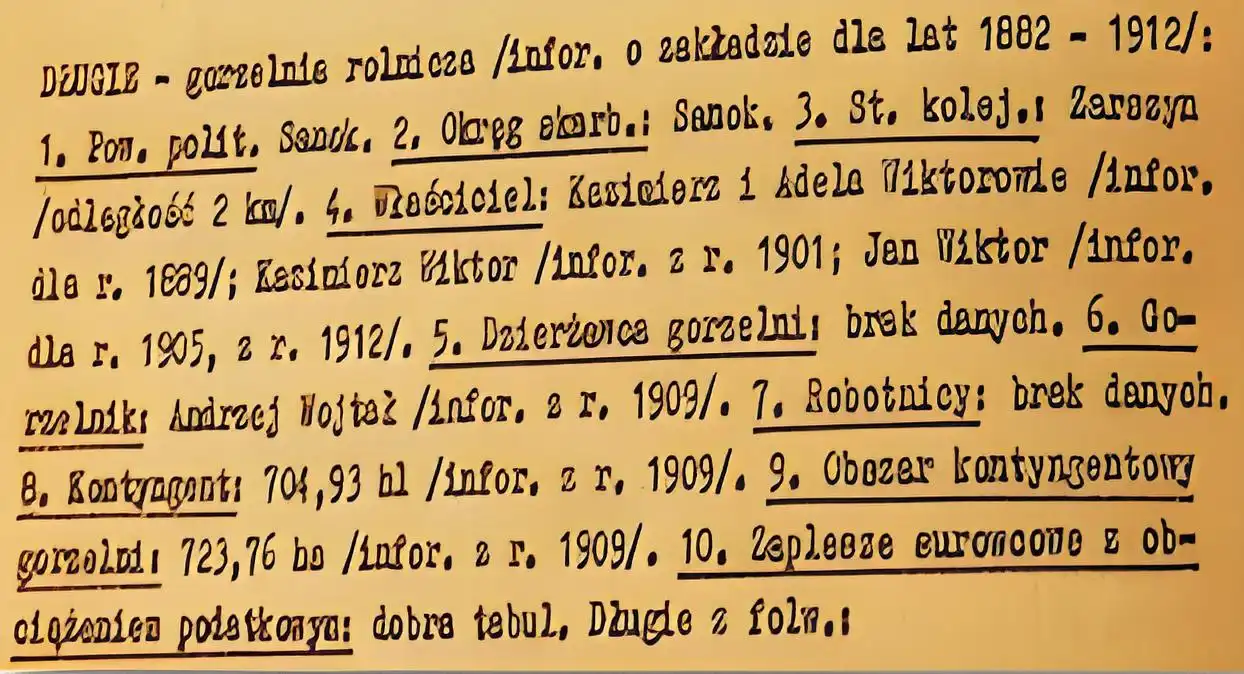 DŁUGIE - gorzelnia rolnicza /infor. o zakładzie dla lat 1882 - 1912/:
1. Pow. polit. Sanok. 2. Okręg skarb.: Sanok. 3. St. kolej.: Zarszyn
/odległość 2 km/. 4. Właściciel: Kazimierz i Adela Wiktorowie /infor.
dla r. 1889/; Kazimierz Wiktor /infor. z r. 1901; Jan Wiktor /infor.
dla r. 1905, z r. 1912/. 5. Dzierżawca gorzelni: brak danych. 6. Go-
rzelnik: Andrzej Wojtaż /infor. z r. 1909/. 7. Robotnicy: brak danych.
8. Kontyngent: 704,93 hl /infor. z r. 1909/. 9. Obszar kontyngentowy
gorzelni: 723,76 ha /infor. z r. 1909/. 10. Zaplecze surowcowe z ob-
ciążeniem podatkowym: dobra tabul. Długie z folw.: